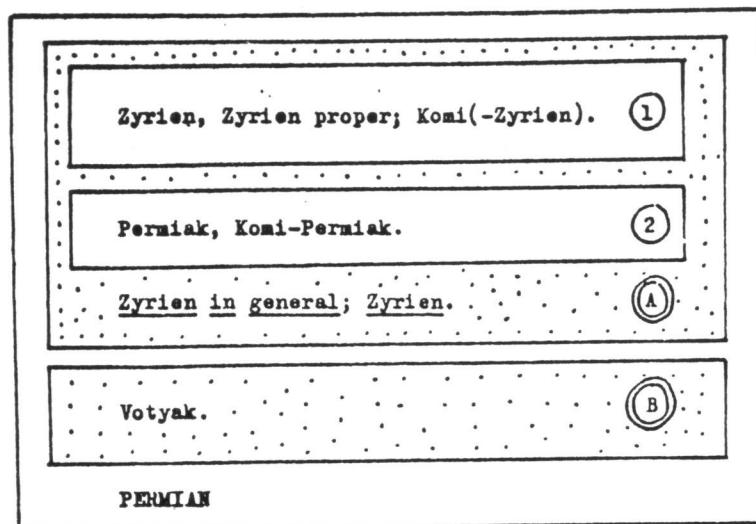 Zyrien, Zyrien proper; Komi(-Zyrien). 1
Permiak, Komi-Permiak. 2
Zyrien in general; Zyrien. A
Votyak. B
PERMIAN